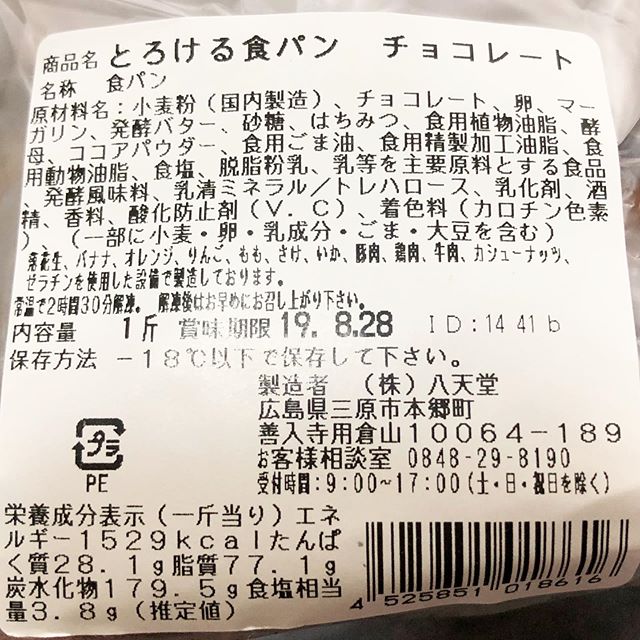 商品名 とろける食パン チョコレート
名称 食パン
原材料名：小麦粉（国内製造）、チョコレート、卵、マー
ガリン、発酵バター、砂糖、はちみつ、食用植物油脂、酵
母、ココアパウダー、食用ごま油、食用精製加工油脂、食
用動物油脂、食塩、脱脂粉乳、乳等を主要原料とする食品
、発酵風味料、乳清ミネラル／トレハロース、乳化剤、酒
精、香料、酸化防止剤（Ｖ．Ｃ）、着色料（カロチン色素
）、（一部に小麦・卵・乳成分・ごま・大豆を含む）
落花生、バナナ、オレンジ、りんご、もも、さけ、いか、豚肉、鶏肉、牛肉、カシューナッツ、
ゼラチンを使用した設備で製造しております。
常温で2時間30分解凍。 解凍後はお早めにお召し上がり下さい。
内容量 1斤 賞味期限 19. 8.28 ID:1441b
保存方法 －18℃以下で保存して下さい。
製造者 （株）八天堂
広島県三原市本郷町
善入寺用倉山10064－189
お客様相談室 0848-29-8190
受付時間:9:00～17:00(土・日・祝日を除く)
プラ
PE
栄養成分表示（一斤当り）エネ
ルギー1529kcalたんぱ
く質28.1g脂質77.1g
炭水化物179.5g食塩相当
量3.8g（推定値）
4 525851 018616